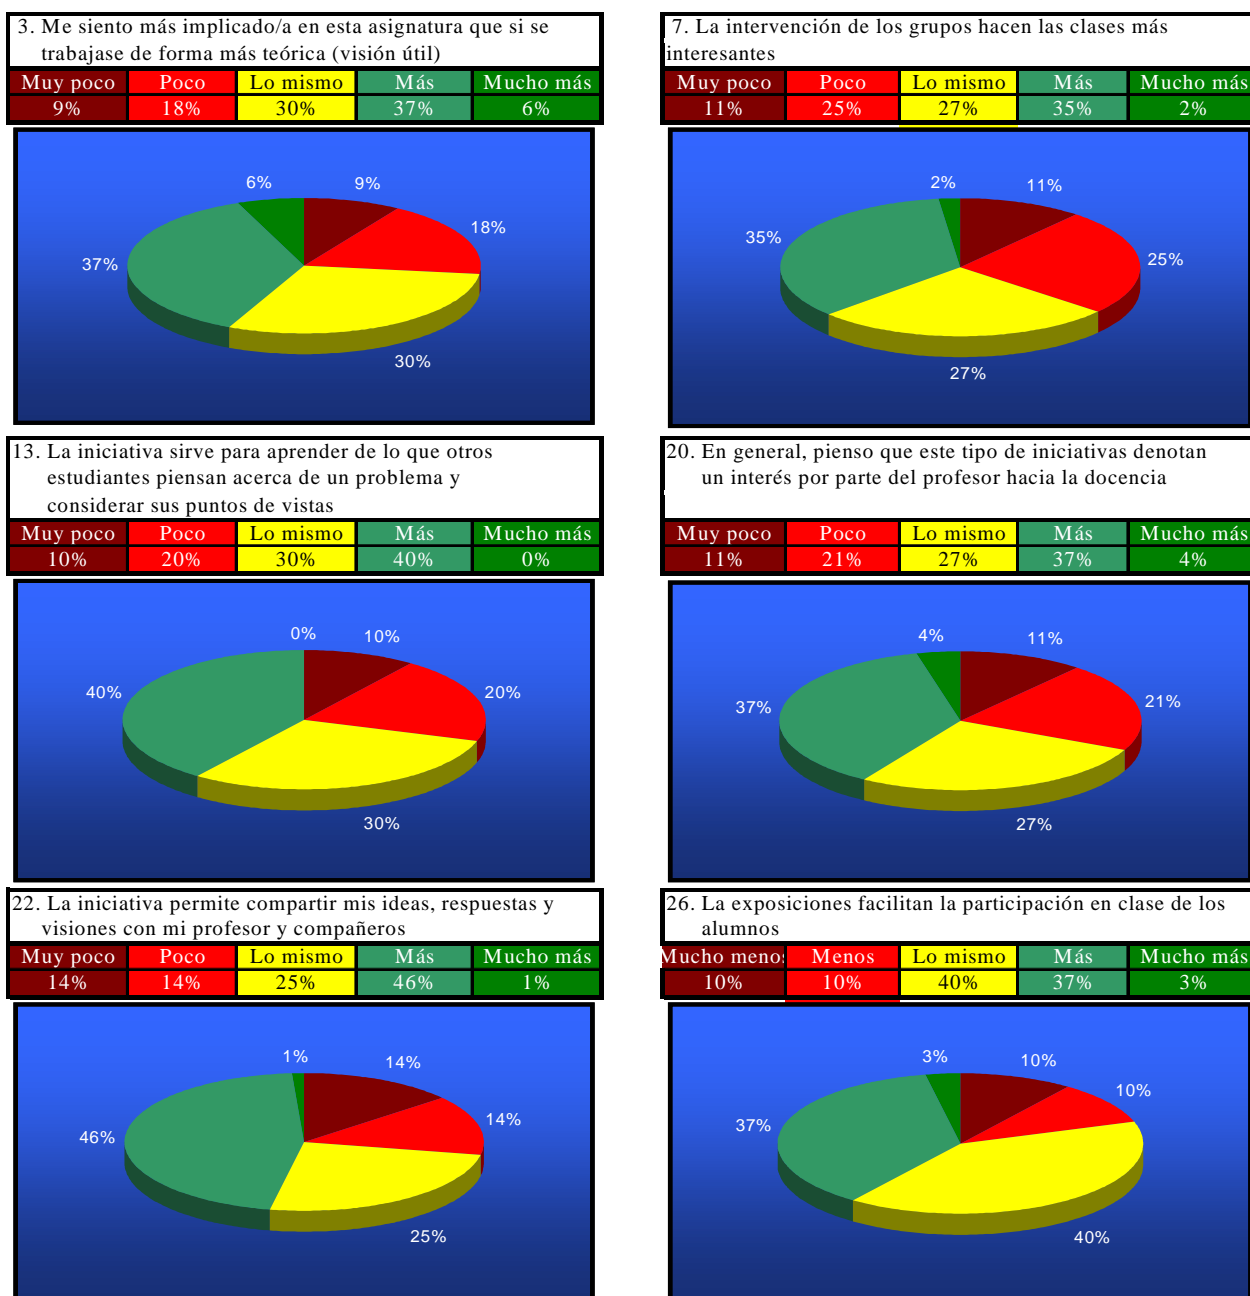 3. Me siento más implicado/a en esta asignatura que si se
trabajase de forma más teórica (visión útil)
Muy poco Poco Lo mismo Más Mucho más
9% 18% 30% 37% 6%
6% 9%
18%
37%
30%
7. La intervención de los grupos hacen las clases más
interesantes
Muy poco Poco Lo mismo Más Mucho más
11% 25% 27% 35% 2%
2% 11%
35%
25%
27%
13. La iniciativa sirve para aprender de lo que otros
estudiantes piensan acerca de un problema y
considerar sus puntos de vistas
Muy poco Poco Lo mismo Más Mucho más
10% 20% 30% 40% 0%
0% 10%
40% 20%
30%
20. En general, pienso que este tipo de iniciativas denotan
un interés por parte del profesor hacia la docencia
Muy poco Poco Lo mismo Más Mucho más
11% 21% 27% 37% 4%
4% 11%
37% 21%
27%
22. La iniciativa permite compartir mis ideas, respuestas y
visiones con mi profesor y compañeros
Muy poco Poco Lo mismo Más Mucho más
14% 14% 25% 46% 1%
1% 14%
14%
46%
25%
26. La exposiciones facilitan la participación en clase de los
alumnos
Mucho menos Menos Lo mismo Más Mucho más
10% 10% 40% 37% 3%
3% 10%
10%
37%
40%